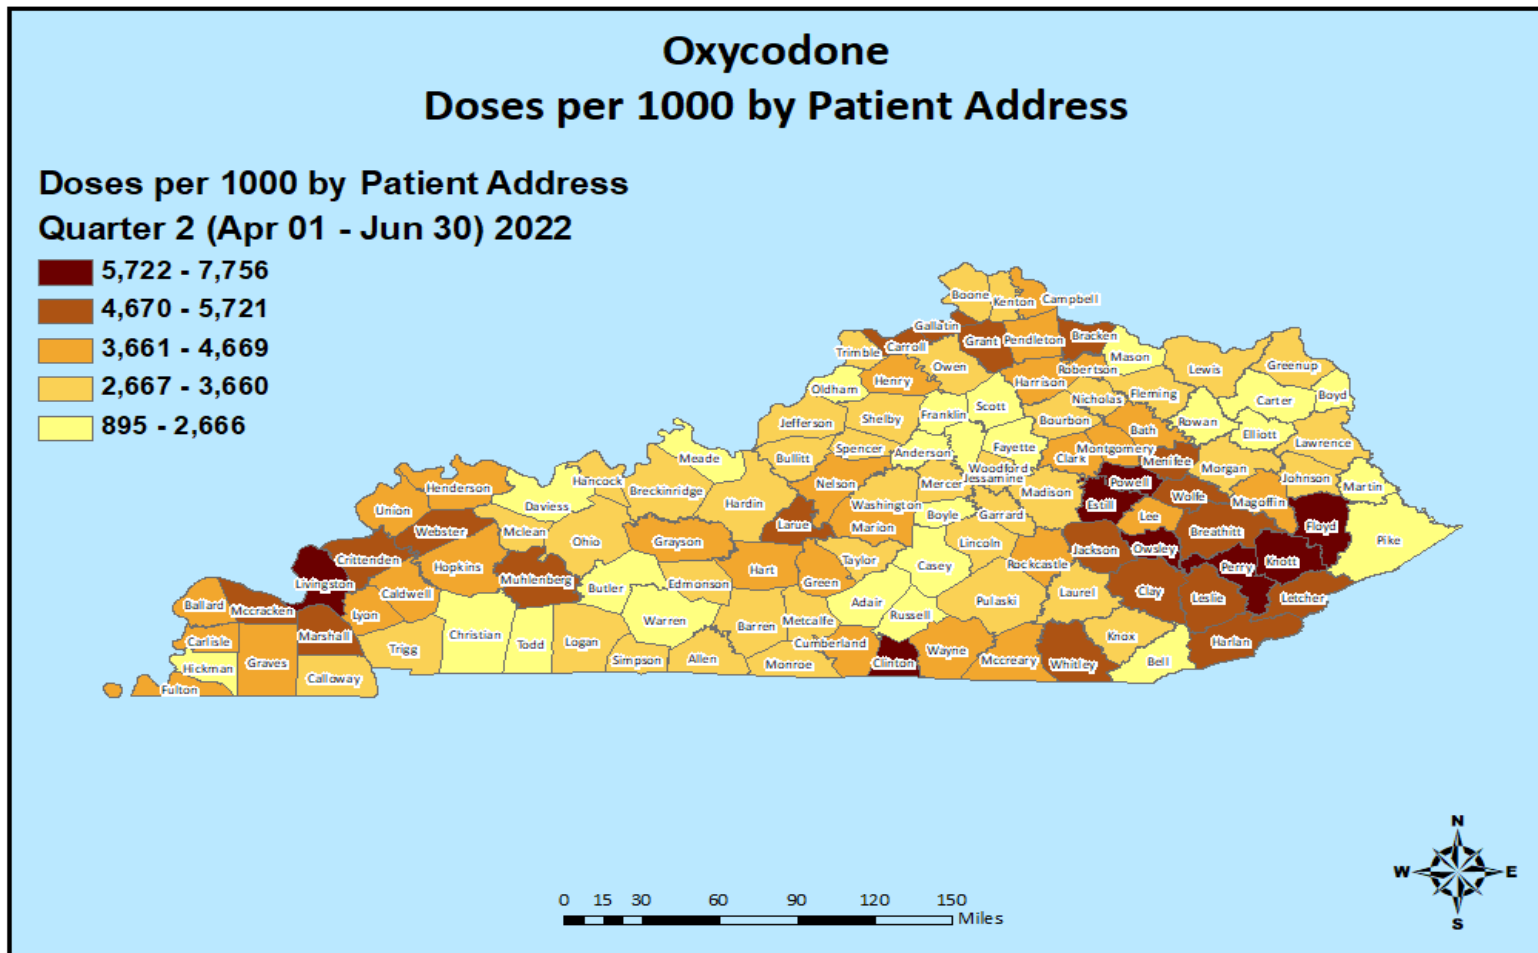 Oxycodone
Doses per 1000 by Patient Address
Doses per 1000 by Patient Address
Quarter 2 (Apr 01 - Jun 30) 2022
5,722 - 7,756
4,670 - 5,721
3,661 - 4,669
2,667 - 3,660
895 - 2,666
Boone
Kenton
Campbell
Gallatin
Carroll
Grant
Pendleton
Bracken
Trimble
Owen
Mason
Oldham
Henry
Harrison
Robertson
Lewis
Greenup
Nicholas
Fleming
Carter
Boyd
Jefferson
Shelby
Franklin
Scott
Bourbon
Rowan
Elliott
Bath
Lawrence
Meade
Bullitt
Spencer
Anderson
Fayette
Clark
Montgomery
Menifee
Morgan
Woodford
Jessamine
Mercer
Johnson
Martin
Henderson
Hancock
Breckinridge
Nelson
Madison
Powell
Wolfe
Magoffin
Union
Daviess
Hardin
Washington
Boyle
Garrard
Estill
Lee
Floyd
Webster
Mclean
Ohio
Grayson
Larue
Marion
Lincoln
Jackson
Owsley
Breathitt
Pike
Crittenden
Hopkins
Muhlenberg
Butler
Edmonson
Hart
Green
Taylor
Casey
Rockcastle
Perry
Knott
Livingston
Caldwell
Warren
Adair
Russell
Pulaski
Laurel
Clay
Leslie
Letcher
Ballard
Mccracken
Lyon
Marshall
Christian
Todd
Logan
Barren
Metcalfe
Cumberland
Wayne
Knox
Harlan
Carlisle
Hickman
Graves
Trigg
Simpson
Allen
Monroe
Clinton
Mccreary
Whitley
Bell
Fulton
Calloway
N
W
E
S
0 15 30 60 90 120 150
Miles